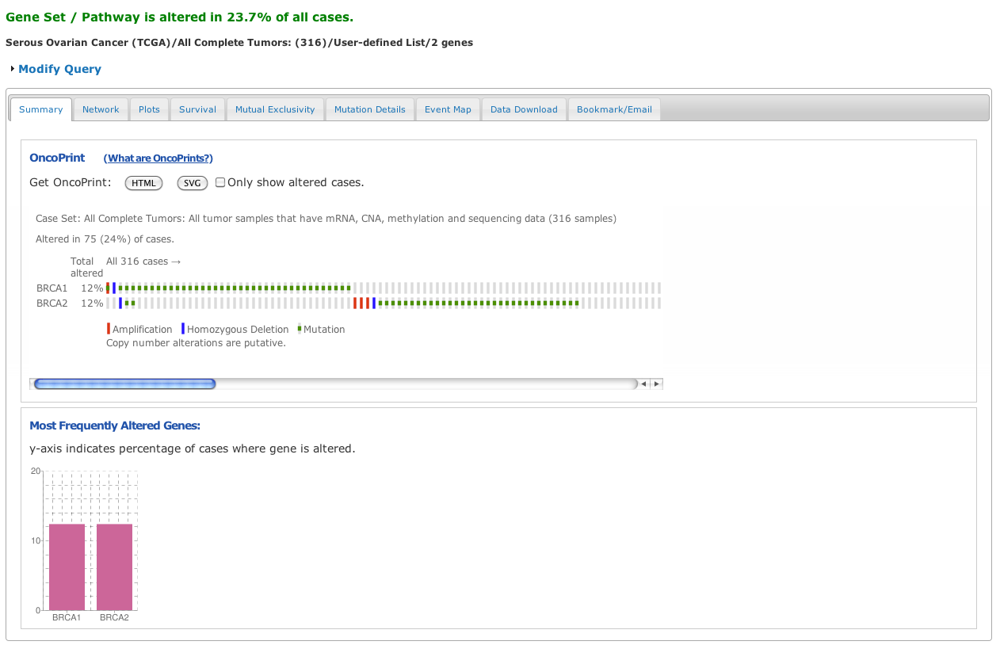 Gene Set / Pathway is altered in 23.7% of all cases.
Serous Ovarian Cancer (TCGA)/All Complete Tumors: (316)/User-defined List/2 genes
Modify Query
Summary Network Plots Survival Mutual Exclusivity Mutation Details Event Map Data Download Bookmark/Email
OncoPrint (What are OncoPrints?)
Get OncoPrint: HTML SVG Only show altered cases.
Case Set: All Complete Tumors: All tumor samples that have mRNA, CNA, methylation and sequencing data (316 samples)
Altered in 75 (24%) of cases.
Total altered All 316 cases →
BRCA1 12%
BRCA2 12%
Amplification Homozygous Deletion Mutation
Copy number alterations are putative.
Most Frequently Altered Genes:
y-axis indicates percentage of cases where gene is altered.
20
10
0
BRCA1 BRCA2